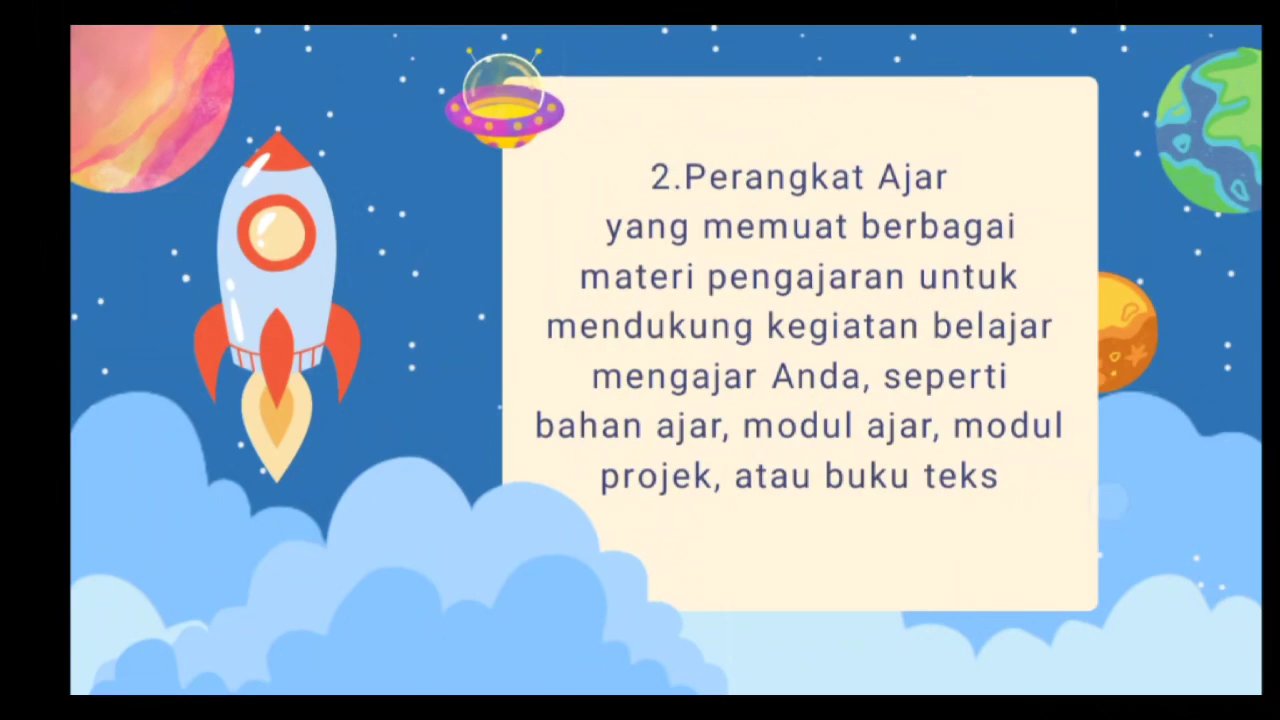 2.Perangkat Ajar
yang memuat berbagai
materi pengajaran untuk
mendukung kegiatan belajar
mengajar Anda, seperti
bahan ajar, modul ajar, modul
projek, atau buku teks